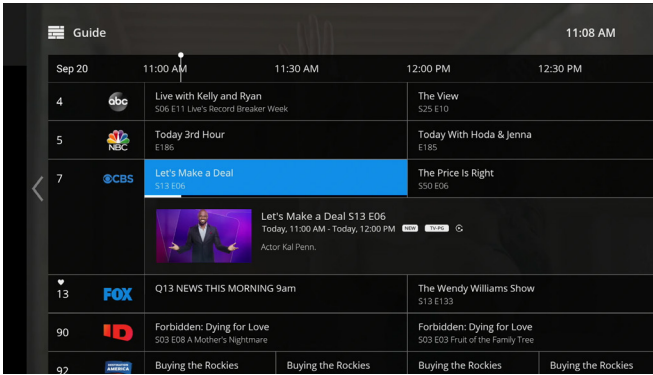 Guide
11:08 AM
Sep 20
11:00 AM
11:30 AM
12:00 PM
12:30 PM
4
abc
Live with Kelly and Ryan
S06 E11 Live's Record Breaker Week
The View
S25 E10
5
NBC
Today 3rd Hour
E186
Today With Hoda & Jenna
E185
7
CBS
Let's Make a Deal
S13 E06
The Price Is Right
S50 E06
Let's Make a Deal S13 E06
Today, 11:00 AM - Today, 12:00 PM NEW TV-PG
Actor Kal Penn.
13
FOX
Q13 NEWS THIS MORNING 9am
The Wendy Williams Show
S13 E133
90
ID
Forbidden: Dying for Love
S03 E08 A Mother's Nightmare
Forbidden: Dying for Love
S03 E03 Fruit of the Family Tree
92
DESTINATION
AMERICA
Buying the Rockies
Buying the Rockies
Buying the Rockies
Buying the Rockies